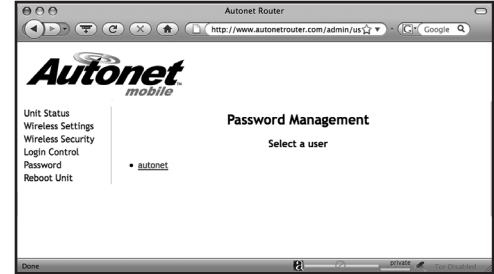 Autonet Router
http://www.autonetrouter.com/admin/us
Google
Autonet
mobile
Unit Status
Wireless Settings
Wireless Security
Login Control
Password
Reboot Unit
Password Management
Select a user
• autonet
Done
private
Tor Disabled